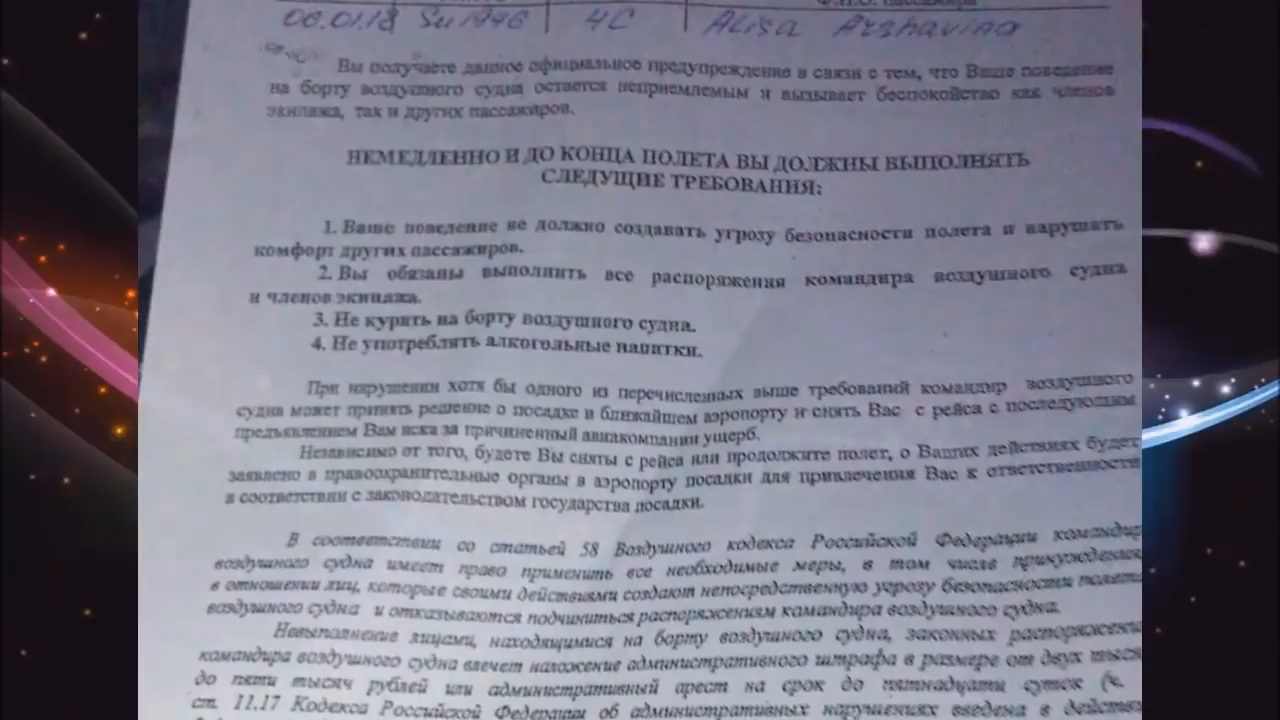 Ф.И.О. пассажира
06.01.18 Su 1946 4C Alisa Arshavina
Вы получаете данное официальное предупреждение в связи с тем, что Ваше поведение
на борту воздушного судна остается неприемлемым и вызывает беспокойство как членов
экипажа, так и других пассажиров.
НЕМЕДЛЕННО И ДО КОНЦА ПОЛЕТА ВЫ ДОЛЖНЫ ВЫПОЛНЯТЬ
СЛЕДУЩИЕ ТРЕБОВАНИЯ:
1. Ваше поведение не должно создавать угрозу безопасности полета и нарушать
комфорт других пассажиров.
2. Вы обязаны выполнить все распоряжения командира воздушного судна
и членов экипажа.
3. Не курить на борту воздушного судна.
4. Не употреблять алкогольные напитки.
При нарушении хотя бы одного из перечисленных выше требований командир воздушного
судна может принять решение о посадке в ближайшем аэропорту и снять Вас с рейса с последующим
предъявлением Вам иска за причиненный авиакомпании ущерб.
Независимо от того, будете Вы сняты с рейса или продолжите полет, о Ваших действиях будет
заявлено в правоохранительные органы в аэропорту посадки для привлечения Вас к ответственности
в соответствии с законодательством государства посадки.
В соответствии со статьей 58 Воздушного кодекса Российской Федерации командир
воздушного судна имеет право применить все необходимые меры, в том числе принуждения,
в отношении лиц, которые своими действиями создают непосредственную угрозу безопасности полета
воздушного судна и отказываются подчиниться распоряжениям командира воздушного судна.
Невыполнение лицами, находящимися на борту воздушного судна, законных распоряжени
командира воздушного судна влечет наложение административного штрафа в размере от двух тысяч
до пяти тысяч рублей или административный арест на срок до пятнадцати суток (ч.
ст. 11.17 Кодекса Российской Федерации об административных нарушениях введена в действ